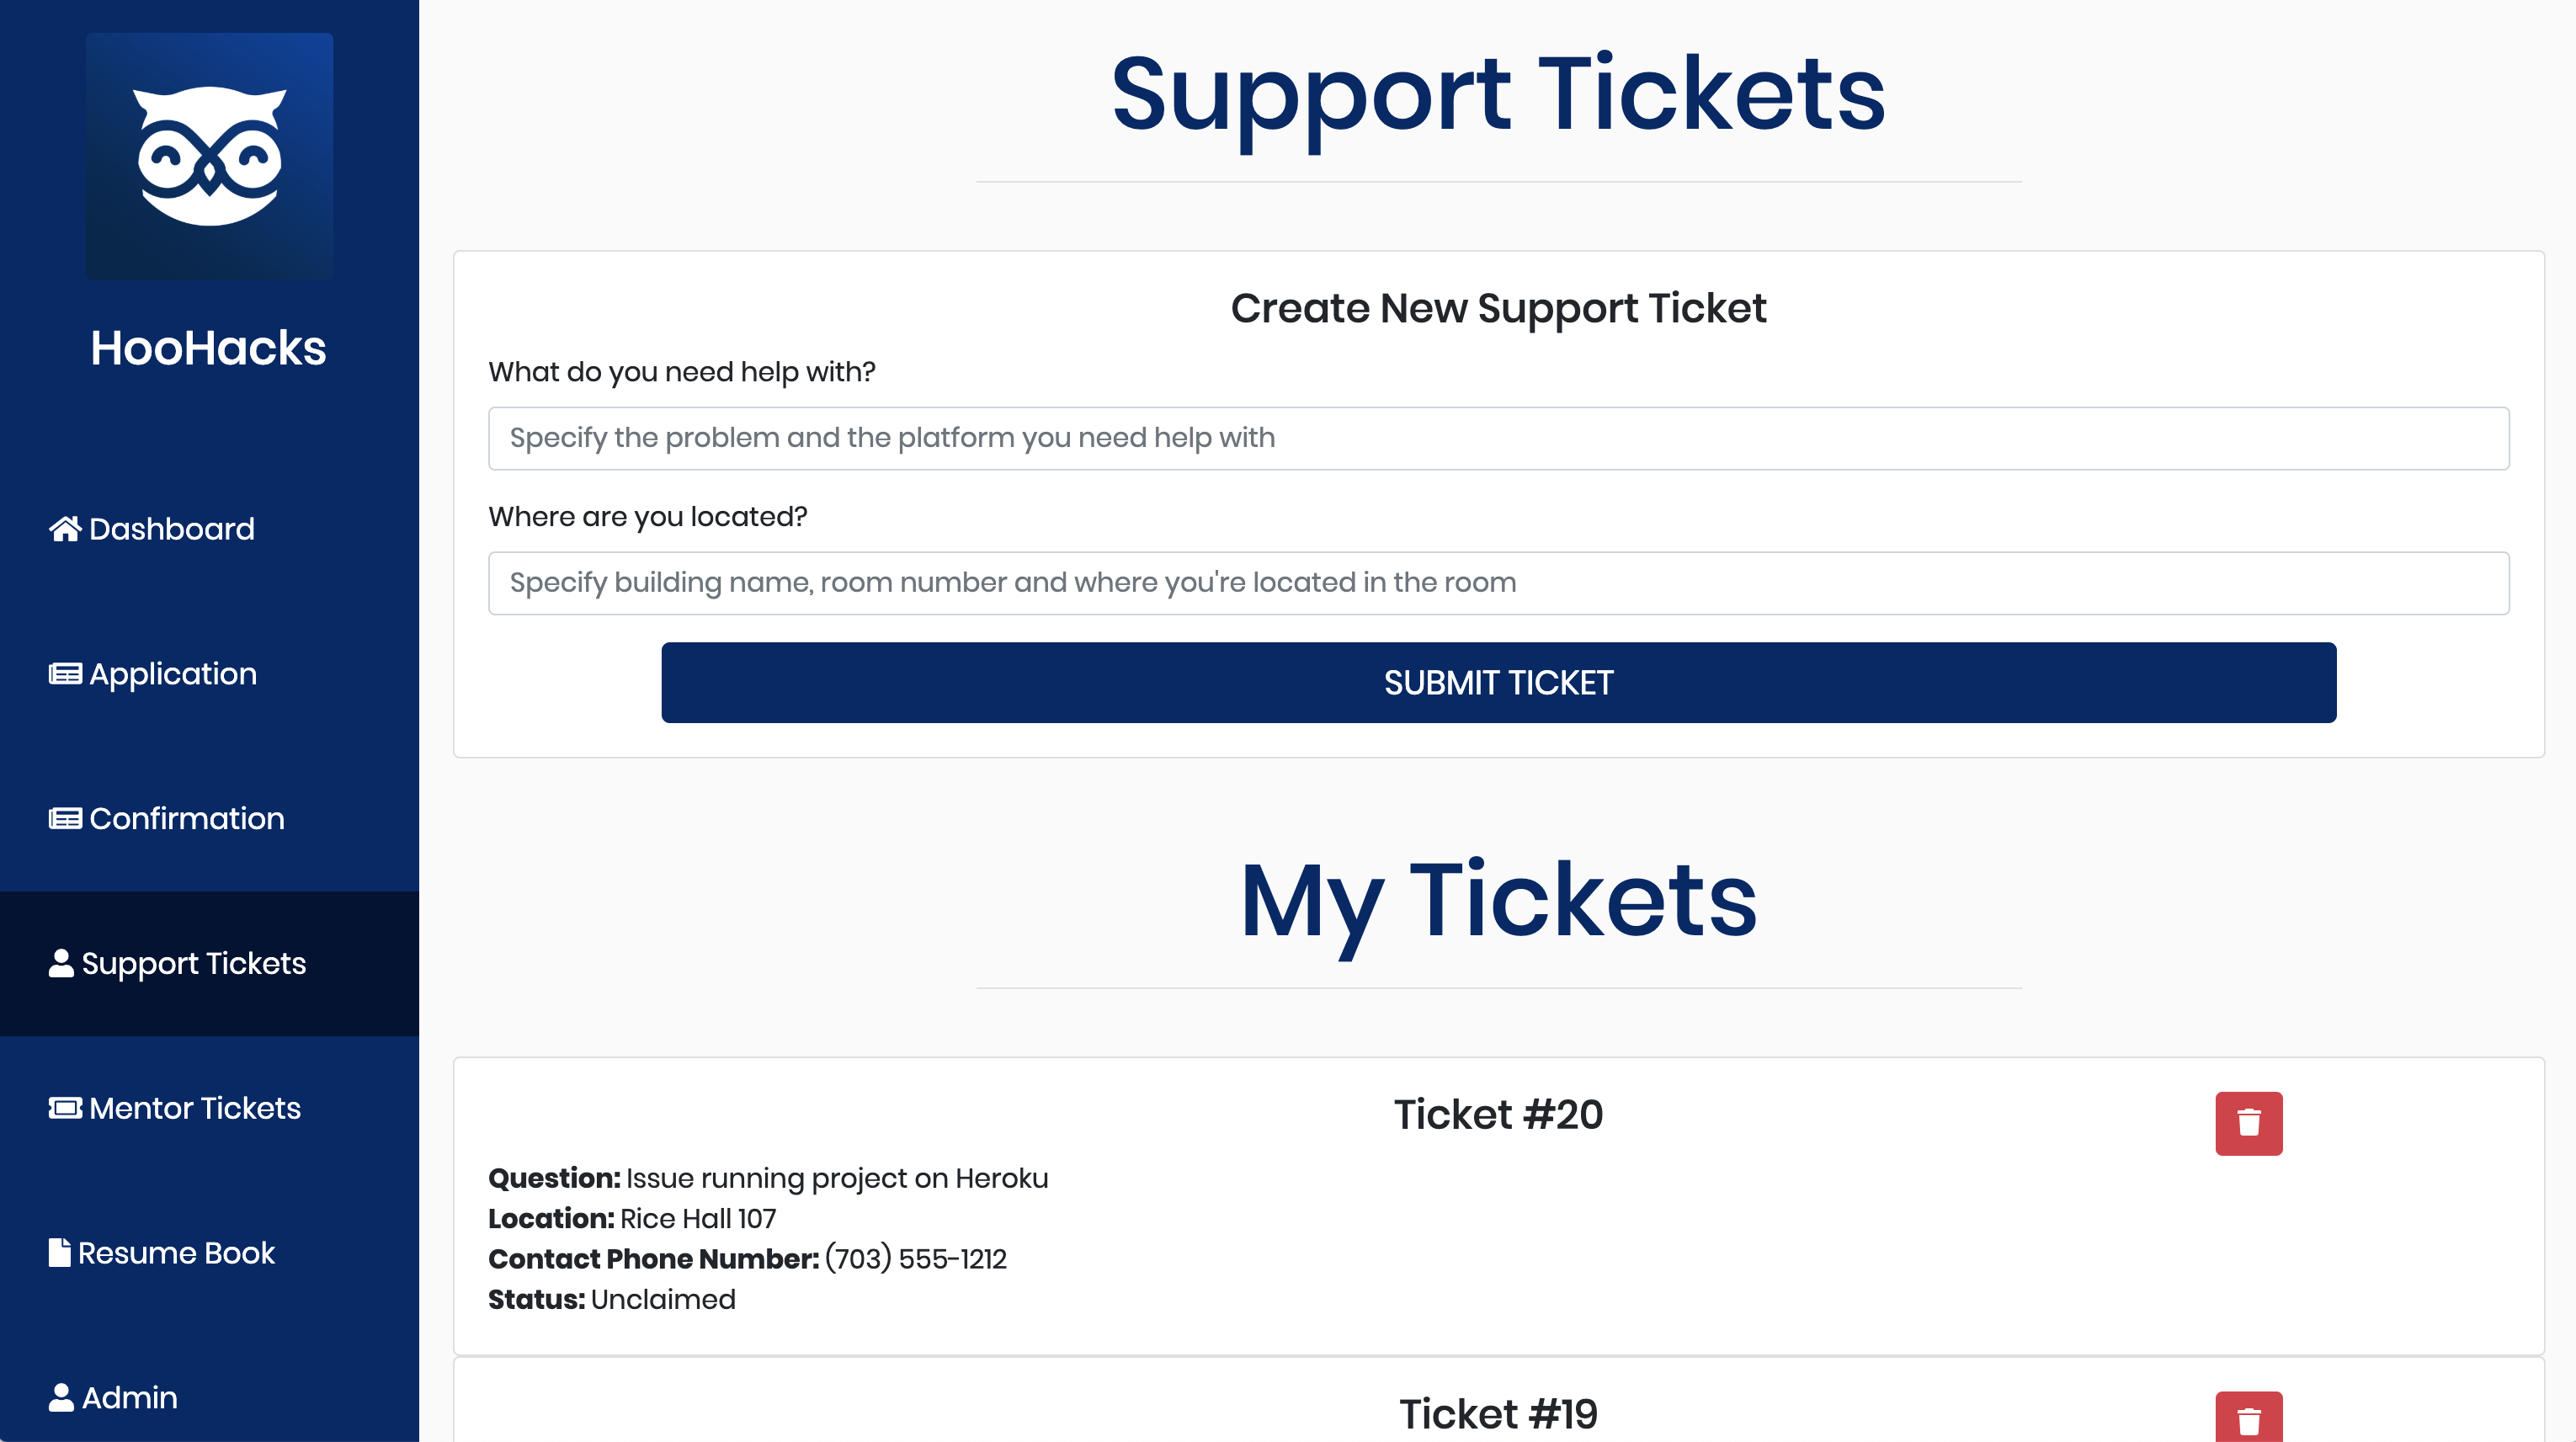 HooHacks
Dashboard
Application
Confirmation
Support Tickets
Mentor Tickets
Resume Book
Admin
Support Tickets
Create New Support Ticket
What do you need help with?
Specify the problem and the platform you need help with
Where are you located?
Specify building name, room number and where you're located in the room
SUBMIT TICKET
My Tickets
Ticket #20
Question: Issue running project on Heroku
Location: Rice Hall 107
Contact Phone Number: (703) 555-1212
Status: Unclaimed
Ticket #19